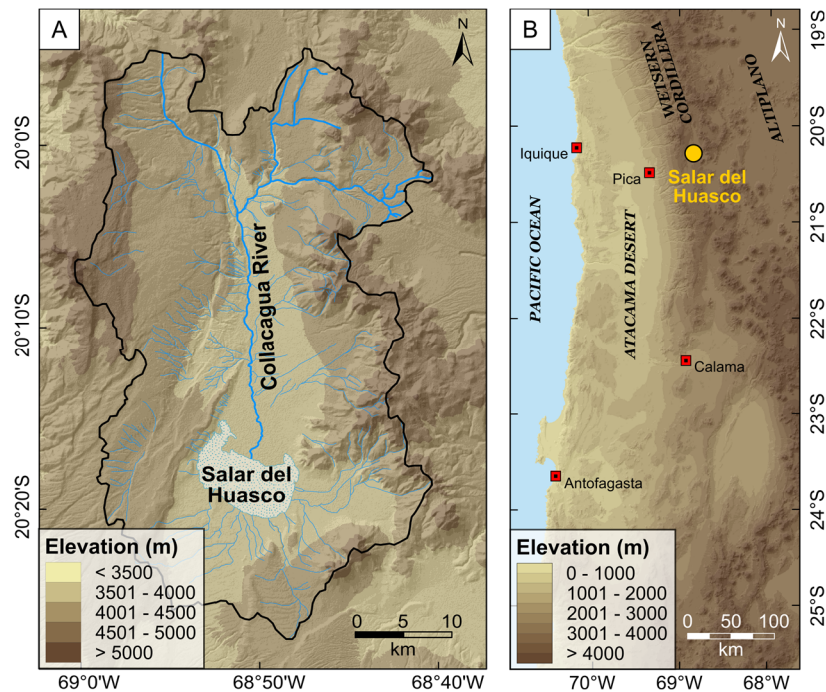 A
N
20°0'S
20°10'S
20°20'S
Collacagua River
Salar del
Huasco
Elevation (m)
< 3500
3501 - 4000
4001 - 4500
4501 - 5000
> 5000
0 5 10
km
69°0'W 68°50'W 68°40'W
B
N
WETSERN
CORDILLERA
ALTIPLANO
Iquique
Pica
Salar del
Huasco
PACIFIC OCEAN
ATACAMA DESERT
Calama
Antofagasta
Elevation (m)
0 - 1000
1001 - 2000
2001 - 3000
3001 - 4000
> 4000
0 50 100
km
19°S
20°S
21°S
22°S
23°S
24°S
25°S
70°W 69°W 68°W